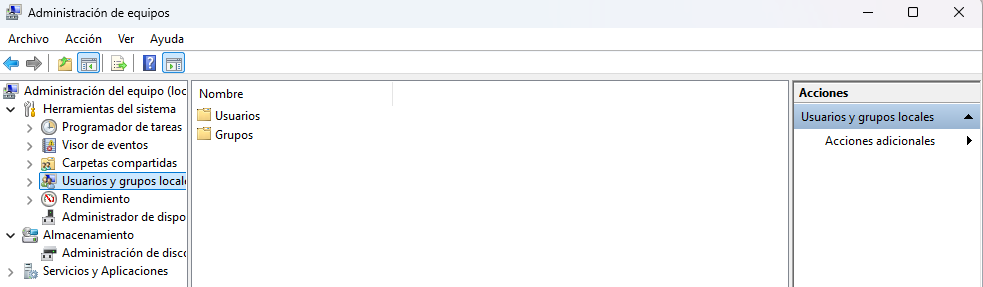 Administración de equipos
Archivo Acción Ver Ayuda
Administración del equipo (loc
Herramientas del sistema
Programador de tareas
Visor de eventos
Carpetas compartidas
Usuarios y grupos locale
Rendimiento
Administrador de dispo
Almacenamiento
Administración de disco
Servicios y Aplicaciones
Nombre
Usuarios
Grupos
Acciones
Usuarios y grupos locales
Acciones adicionales